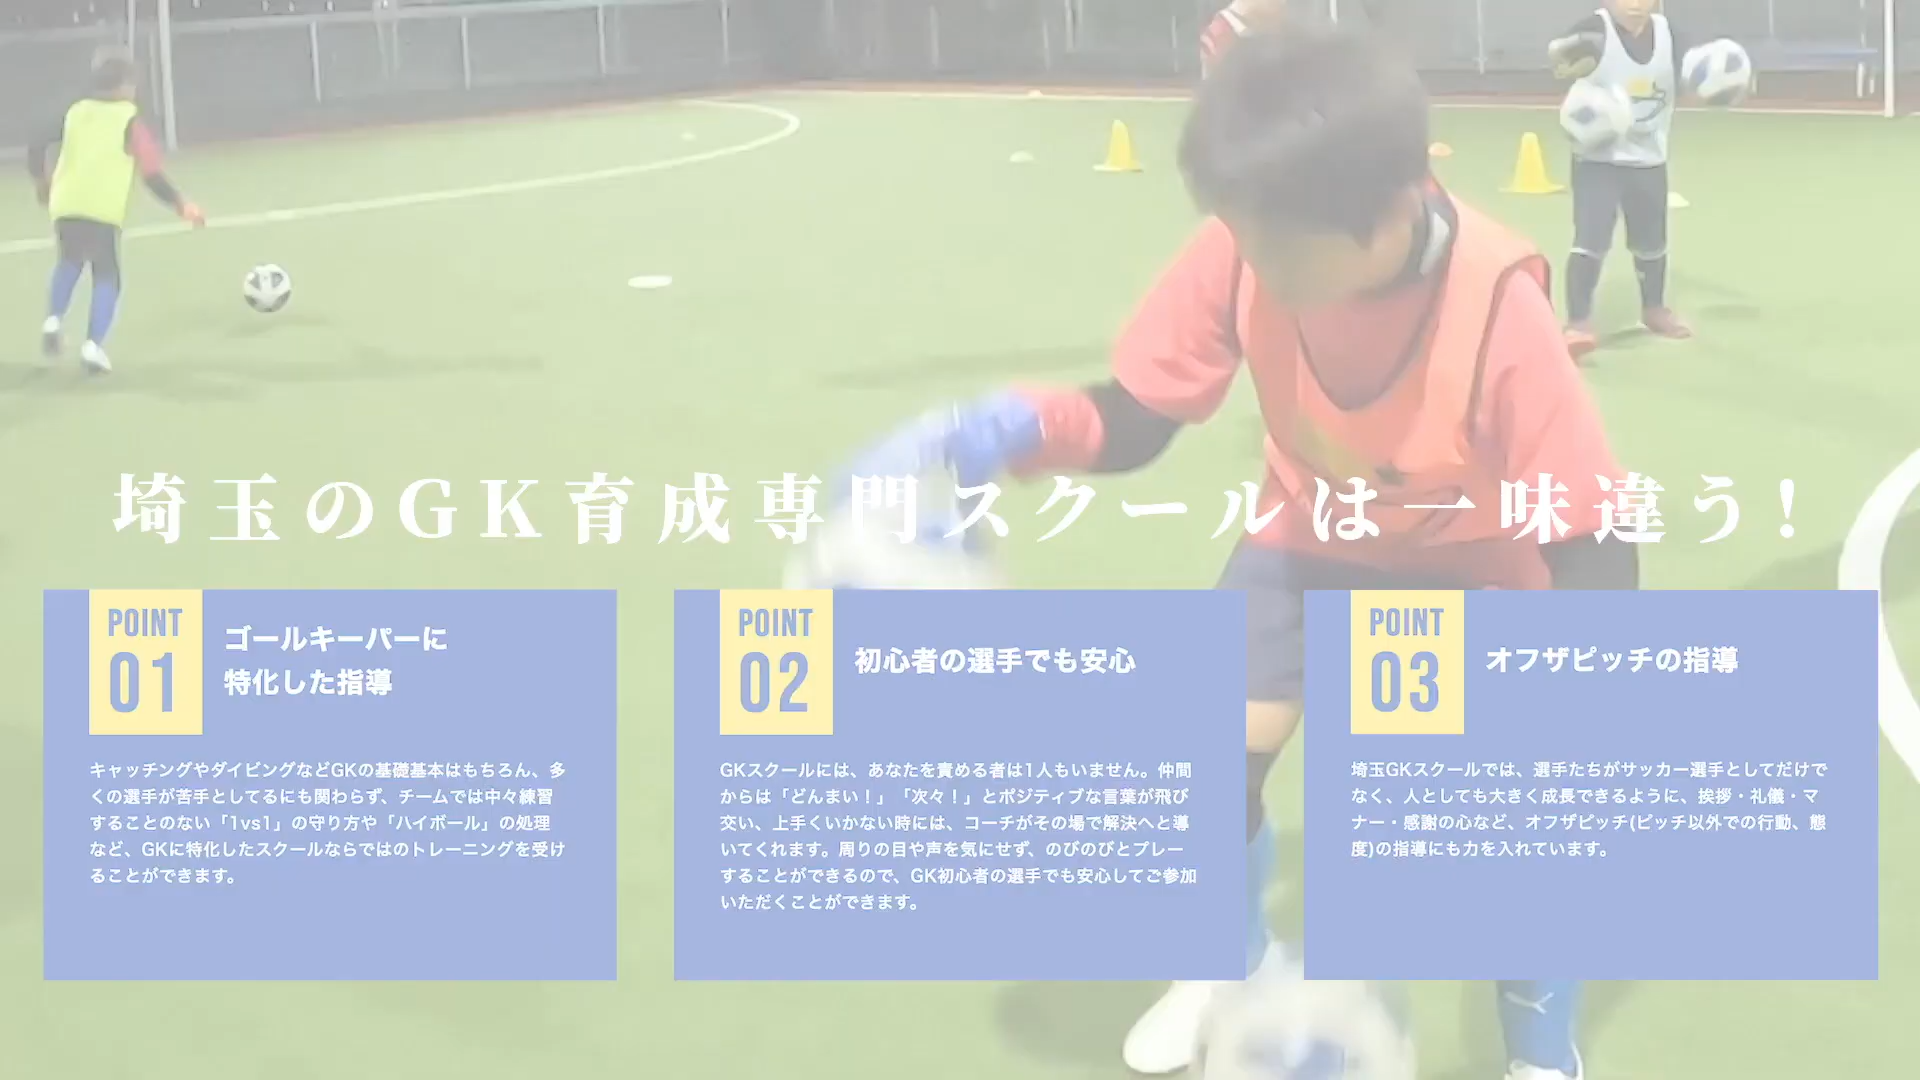 埼玉のGK育成専門スクールは一味違う!
POINT
01
ゴールキーパーに
特化した指導
キャッチングやダイビングなどGKの基礎基本はもちろん、多
くの選手が苦手としてるにも関わらず、チームでは中々練習
することのない「1vs1」の守り方や「ハイボール」の処理
など、GKに特化したスクールならではのトレーニングを受け
ることができます。
POINT
02
初心者の選手でも安心
GKスクールには、あなたを責める者は1人もいません。仲間
からは「どんまい！」「次々！」とポジティブな言葉が飛び
交い、上手くいかない時には、コーチがその場で解決へと導
いてくれます。周りの目や声を気にせず、のびのびとプレー
することができるので、GK初心者の選手でも安心してご参加
いただくことができます。
POINT
03
オフザピッチの指導
埼玉GKスクールでは、選手たちがサッカー選手としてだけで
なく、人としても大きく成長できるように、挨拶・礼儀・マ
ナー・感謝の心など、オフザピッチ(ピッチ以外での行動、態
度)の指導にも力を入れています。